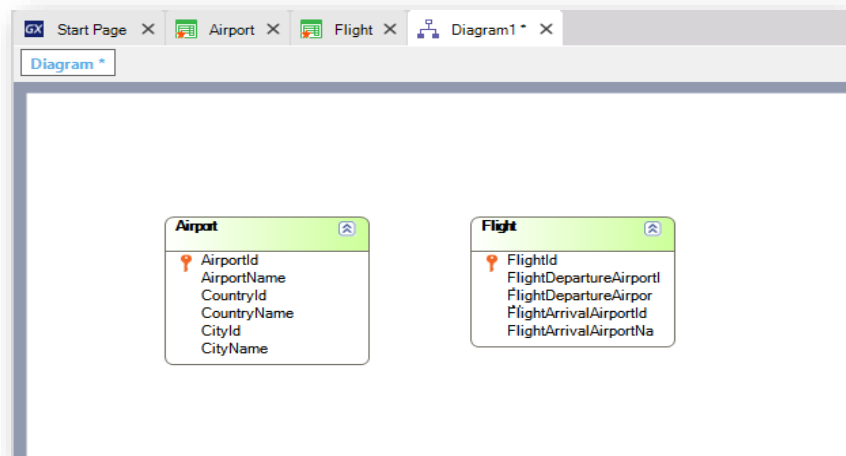 GX Start Page Airport Flight Diagram1 *
Diagram *
Airport
AirportId
AirportName
CountryId
CountryName
CityId
CityName
Flight
FlightId
FlightDepartureAirportI
FlightDepartureAirpor
FlightArrivalAirportId
FlightArrivalAirportNa